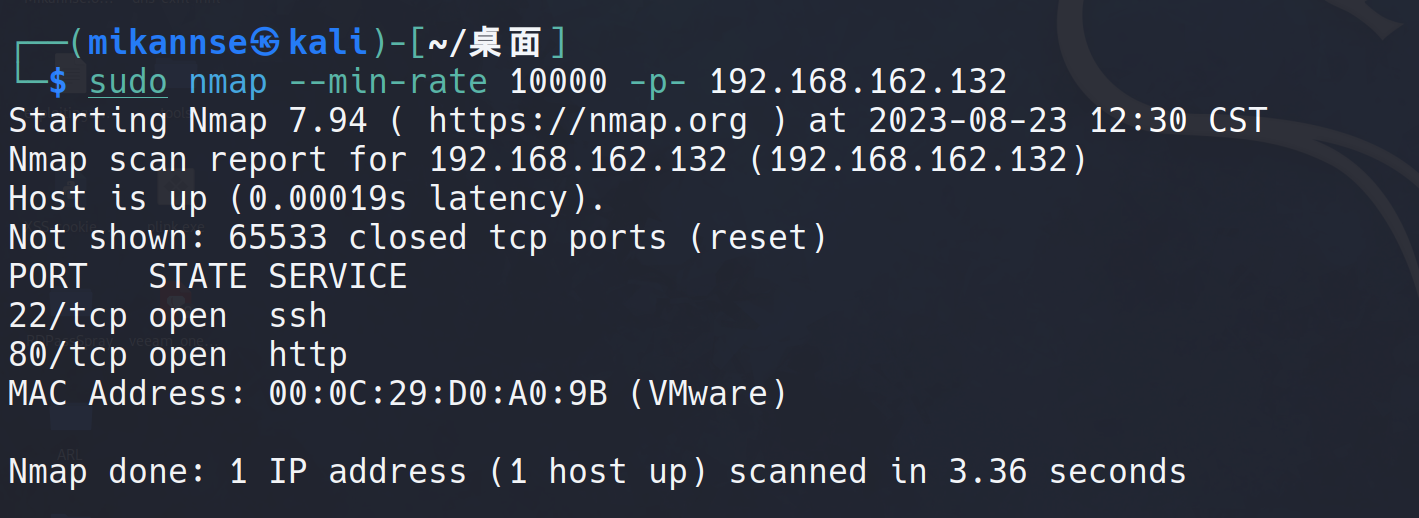 ┌──(mikannse㉿kali)-[~/桌面]
└─$ sudo nmap --min-rate 10000 -p- 192.168.162.132
Starting Nmap 7.94 ( https://nmap.org ) at 2023-08-23 12:30 CST
Nmap scan report for 192.168.162.132 (192.168.162.132)
Host is up (0.00019s latency).
Not shown: 65533 closed tcp ports (reset)
PORT   STATE SERVICE
22/tcp open  ssh
80/tcp open  http
MAC Address: 00:0C:29:D0:A0:9B (VMware)

Nmap done: 1 IP address (1 host up) scanned in 3.36 seconds
ARL